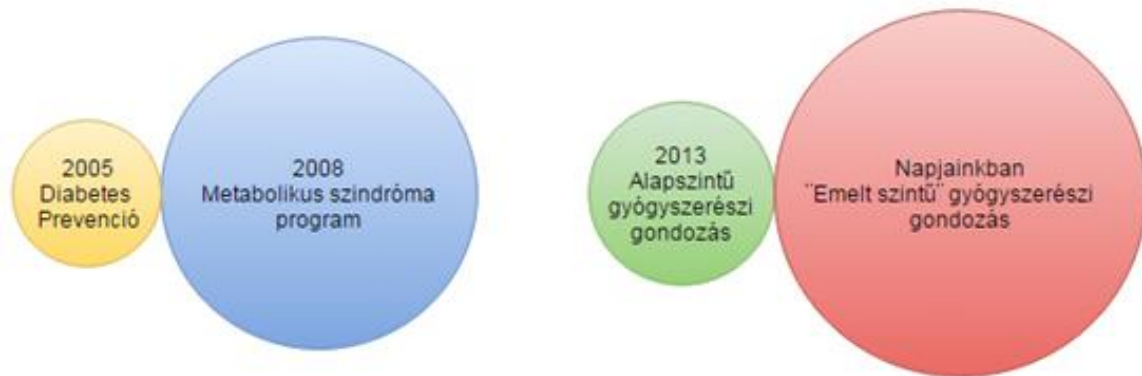 2005
Diabetes
Prevenció
2008
Metabolikus szindróma
program
2013
Alapszintű
gyógyszerészi
gondozás
Napjainkban
¨Emelt szintű¨ gyógyszerészi
gondozás